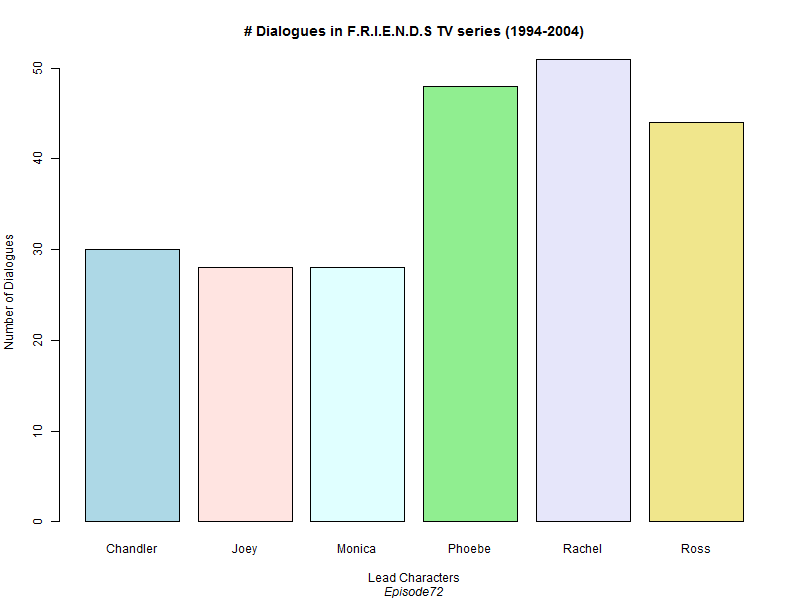 # Dialogues in F.R.I.E.N.D.S TV series (1994-2004)
Number of Dialogues
50
40
30
20
10
0
Chandler Joey Monica Phoebe Rachel Ross
Lead Characters
Episode72